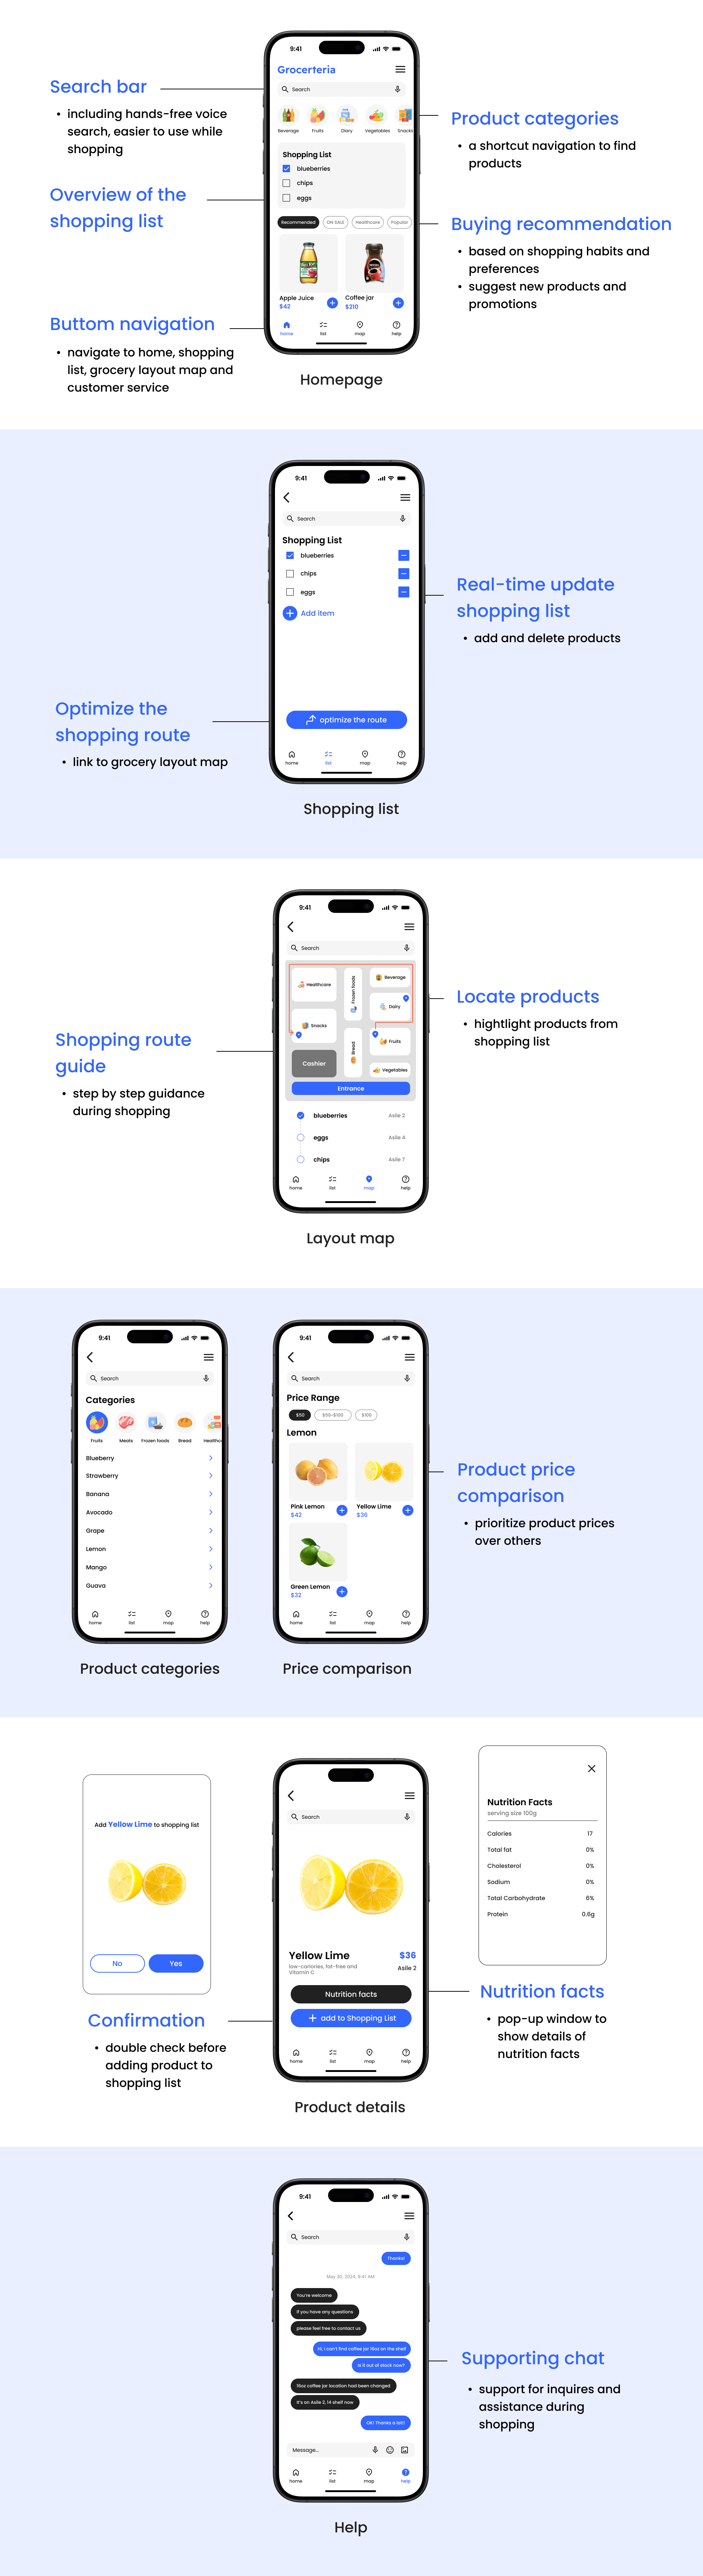 9:41
Grocerteria
Search
Beverage Fruits Diary Vegetables Snacks
Shopping List
blueberries
chips
eggs
Recommended ON SALE Healthcare Popular
Apple Juice
$42
Coffee jar
$210
home list map help
Homepage
Search bar
• including hands-free voice
search, easier to use while
shopping
Overview of the
shopping list
Buttom navigation
• navigate to home, shopping
list, grocery layout map and
customer service
Product categories
• a shortcut navigation to find
products
Buying recommendation
• based on shopping habits and
preferences
• suggest new products and
promotions
9:41
Search
Shopping List
blueberries
chips
eggs
Add item
optimize the route
home list map help
Shopping list
Real-time update
shopping list
• add and delete products
Optimize the
shopping route
• link to grocery layout map
9:41
Search
Healthcare
Frozen foods
Beverage
Dairy
Snacks
Bread
Fruits
Cashier
Vegetables
Entrance
blueberries Asile 2
eggs Asile 4
chips Asile 7
home list map help
Layout map
Locate products
• hightlight products from
shopping list
Shopping route
guide
• step by step guidance
during shopping
9:41
Search
Categories
Fruits Meats Frozen foods Bread Healthc
Blueberry
Strawberry
Banana
Avocado
Grape
Lemon
Mango
Guava
home list map help
Product categories
9:41
Search
Price Range
$50 $50-$100 $100
Lemon
Pink Lemon
$42
Yellow Lime
$36
Green Lemon
$32
home list map help
Price comparison
Product price
comparison
• prioritize product prices
over others
Add Yellow Lime to shopping list
No Yes
Confirmation
• double check before
adding product to
shopping list
Search
Yellow Lime $36
low-carlories, fat-free and
Vitamin C
Asile 2
Nutrition facts
add to Shopping List
home list map help
Product details
Nutrition Facts
serving size 100g
Calories 17
Total fat 0%
Cholesterol 0%
Sodium 0%
Total Carbohydrate 6%
Protein 0.6g
Nutrition facts
• pop-up window to
show details of
nutrition facts
9:41
Search
Thanks!
May 30, 2024, 9:41 AM
You're welcome
if you have any questions
please feel free to contact us
Hi, I can't find coffee jar 16oz on the shelf
Is it out of stock now?
16oz coffee jar location had been changed
It's on Asile 2, 14 shelf now
OK! Thanks a lot!!
Message...
home list map help
Help
Supporting chat
• support for inquires and
assistance during
shopping